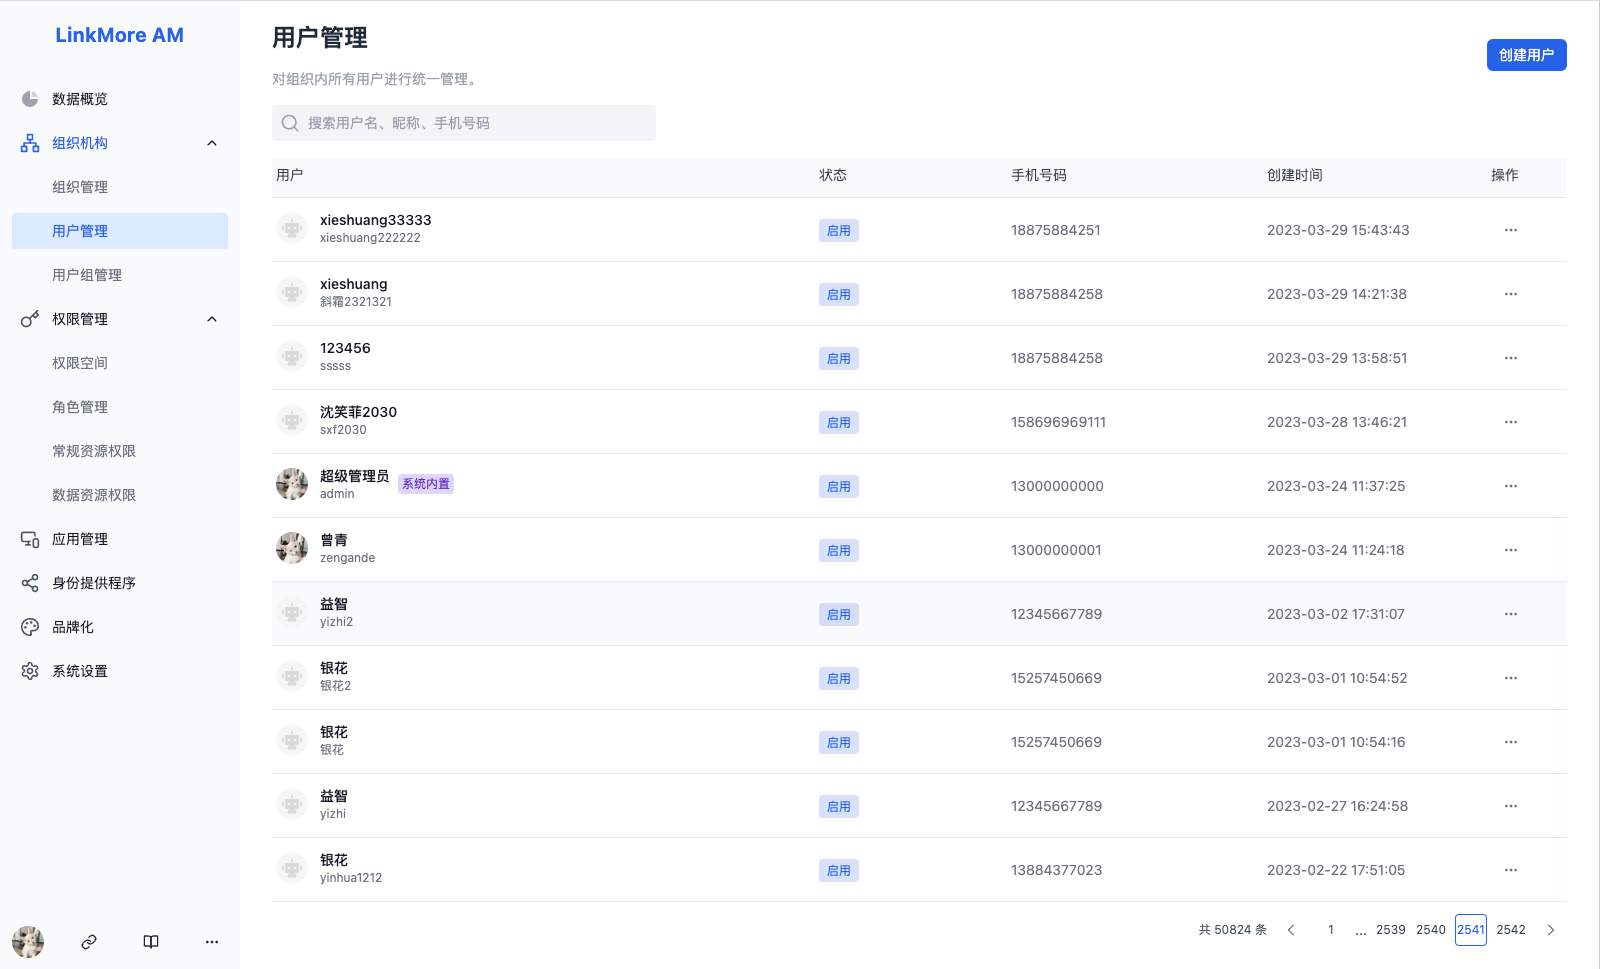 LinkMore AM
数据概览
组织机构
组织管理
用户管理
用户组管理
权限管理
权限空间
角色管理
常规资源权限
数据资源权限
应用管理
身份提供程序
品牌化
系统设置
用户管理
对组织内所有用户进行统一管理。
创建用户
搜索用户名、昵称、手机号码
用户 状态 手机号码 创建时间 操作
xieshuang33333
xieshuang222222
启用 18875884251 2023-03-29 15:43:43 ···
xieshuang
斜霜2321321
启用 18875884258 2023-03-29 14:21:38 ···
123456
sssss
启用 18875884258 2023-03-29 13:58:51 ···
沈笑菲2030
sxf2030
启用 158696969111 2023-03-28 13:46:21 ···
超级管理员 系统内置
admin
启用 13000000000 2023-03-24 11:37:25 ···
曾青
zengande
启用 13000000001 2023-03-24 11:24:18 ···
益智
yizhi2
启用 12345667789 2023-03-02 17:31:07 ···
银花
银花2
启用 15257450669 2023-03-01 10:54:52 ···
银花
银花
启用 15257450669 2023-03-01 10:54:16 ···
益智
yizhi
启用 12345667789 2023-02-27 16:24:58 ···
银花
yinhua1212
启用 13884377023 2023-02-22 17:51:05 ···
共 50824 条 1 ... 2539 2540 2541 2542